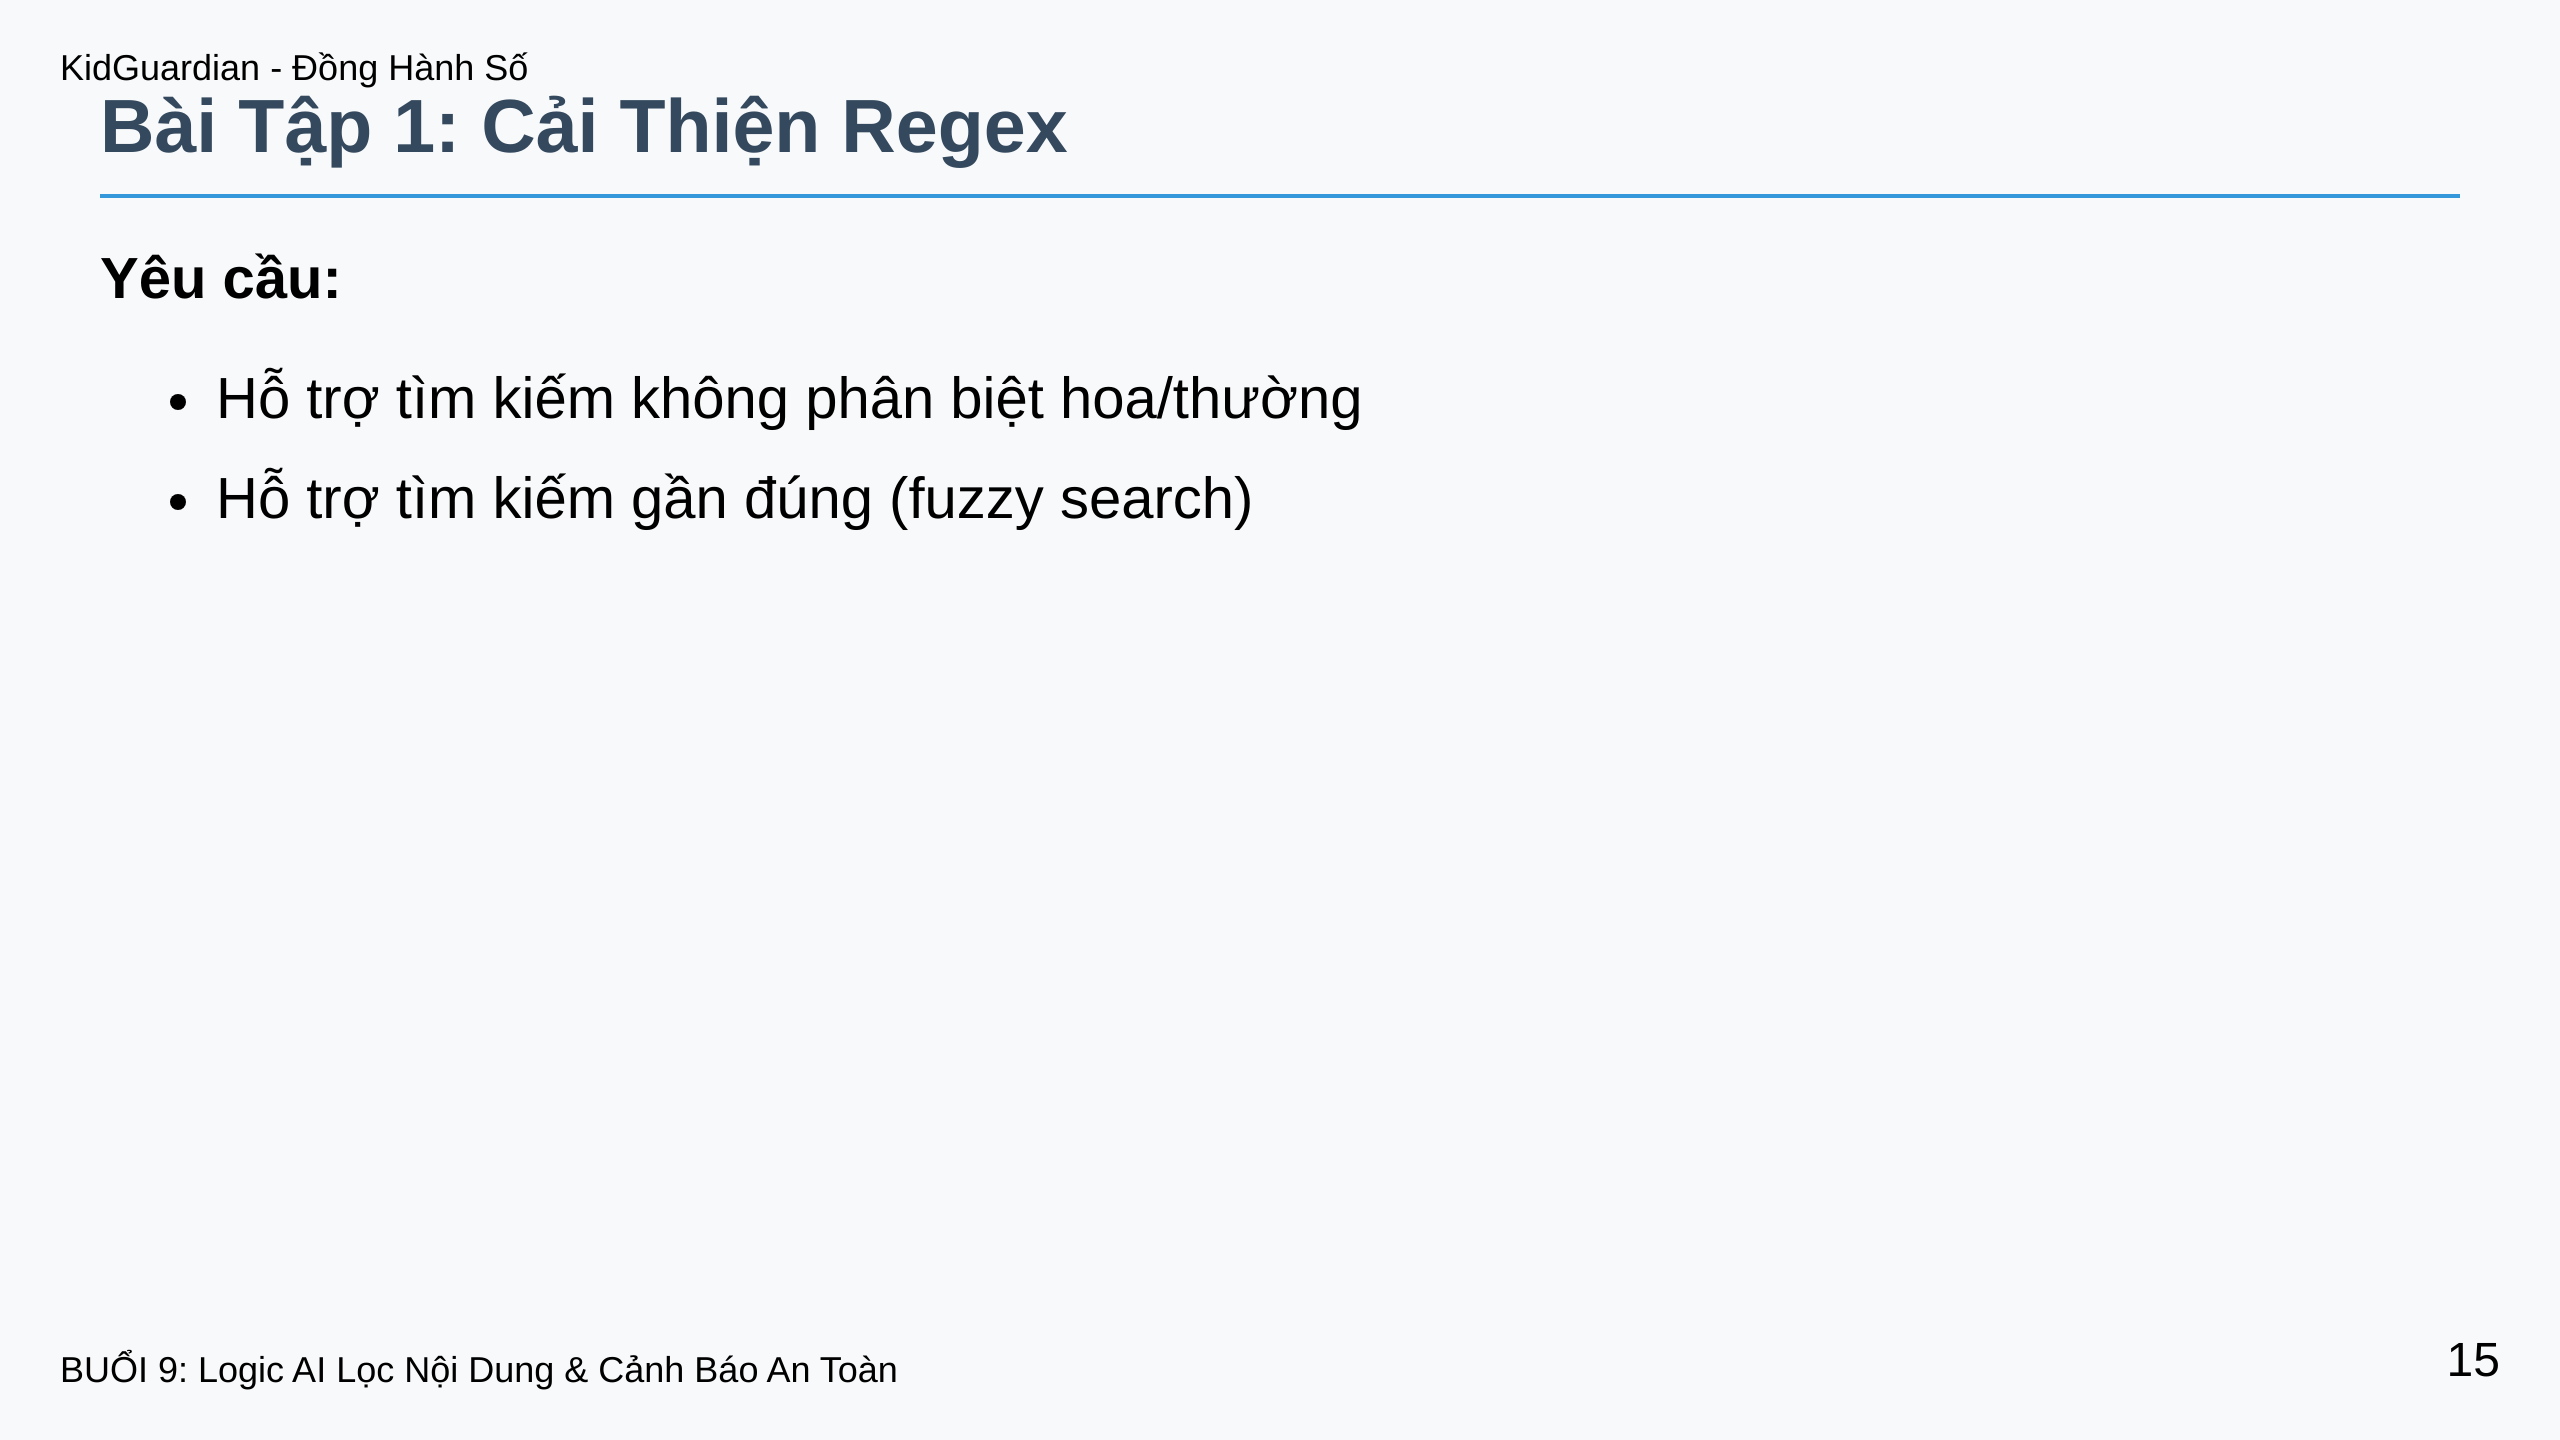 KidGuardian - Đồng Hành Số
Bài Tập 1: Cải Thiện Regex
Yêu cầu:
• Hỗ trợ tìm kiếm không phân biệt hoa/thường
• Hỗ trợ tìm kiếm gần đúng (fuzzy search)
BUỔI 9: Logic AI Lọc Nội Dung & Cảnh Báo An Toàn
15